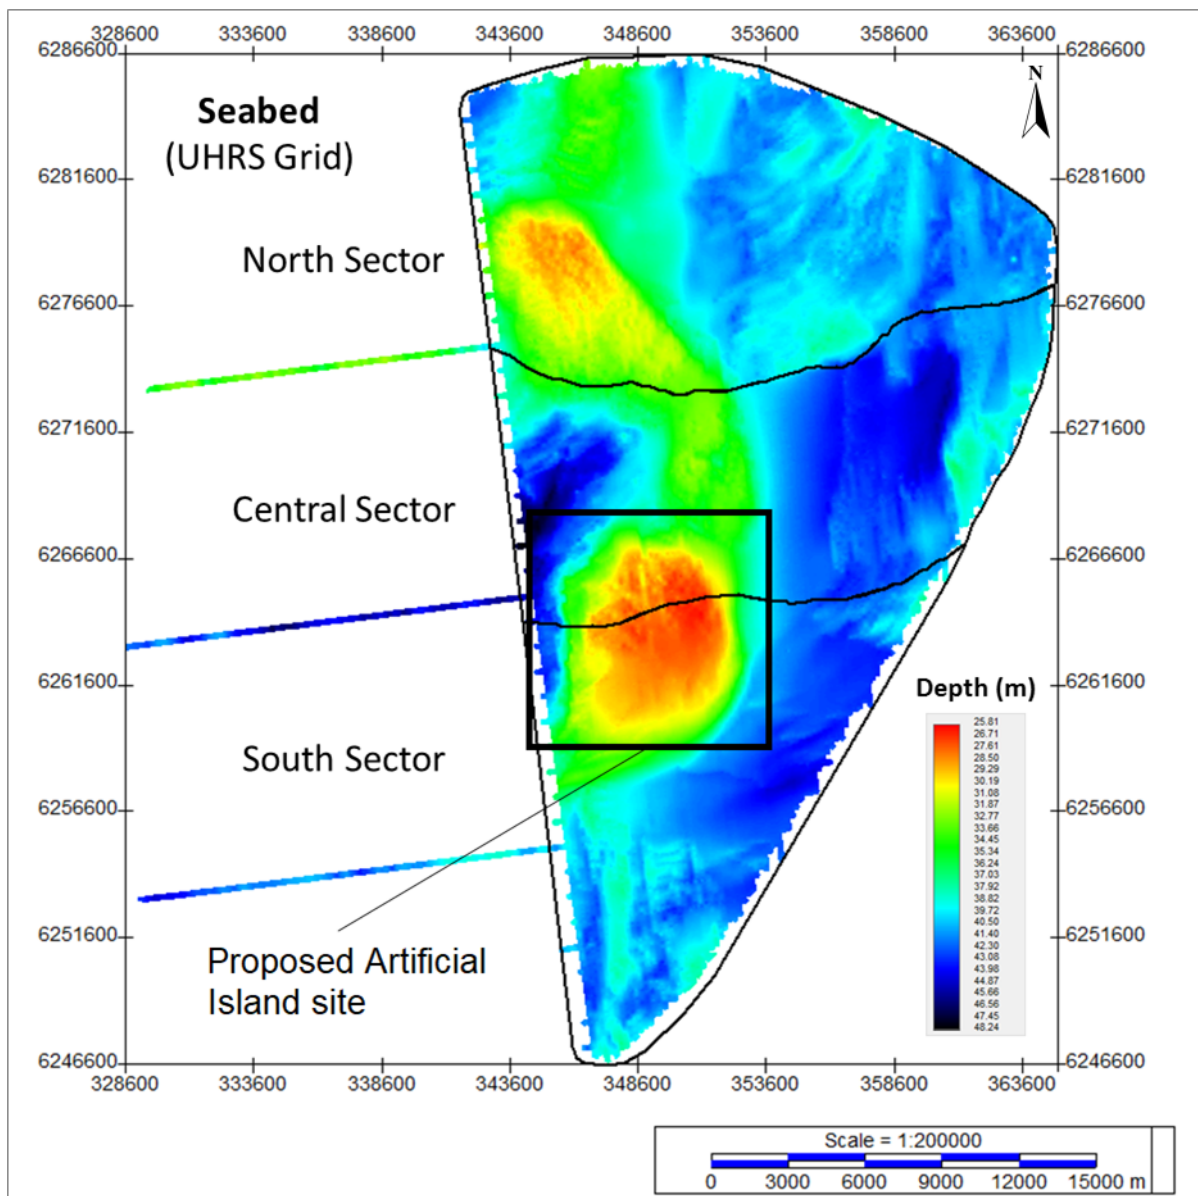 328600 333600 338600 343600 348600 353600 358600 363600
6286600 6286600
N
Seabed
(UHRS Grid)
6281600 6281600
North Sector
6276600 6276600
6271600 6271600
Central Sector
6266600 6266600
6261600 6261600
Depth (m)
25.81
26.71
27.61
28.50
29.29
30.19
31.08
31.87
32.77
33.66
34.45
35.34
36.24
37.03
37.92
38.82
39.72
40.50
41.40
42.30
43.08
43.98
44.87
45.66
46.56
47.45
48.24
South Sector
6256600 6256600
6251600 6251600
Proposed Artificial
Island site
6246600 6246600
328600 333600 338600 343600 348600 353600 358600 363600
Scale = 1:200000
0 3000 6000 9000 12000 15000 m